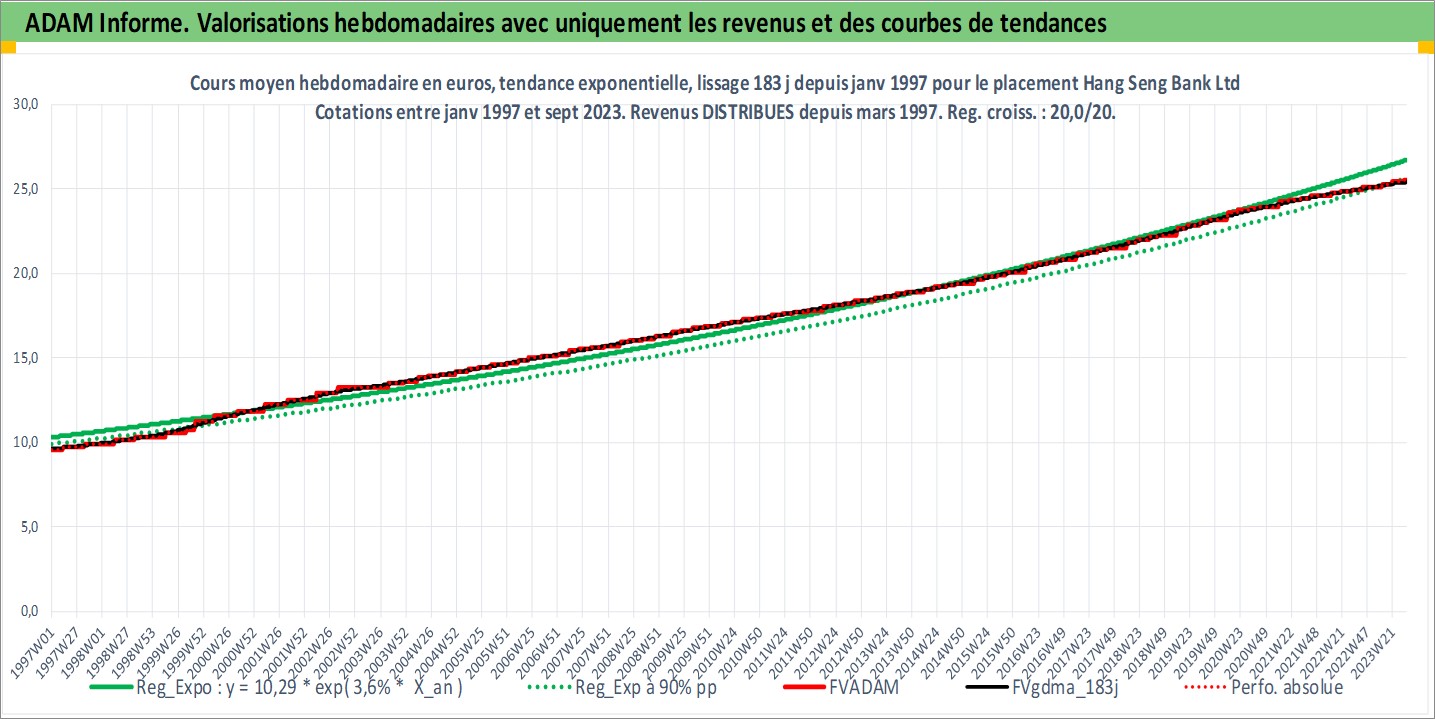 ADAM Informe. Valorisations hebdomadaires avec uniquement les revenus et des courbes de tendances
Cours moyen hebdomadaire en euros, tendance exponentielle, lissage 183 j depuis janv 1997 pour le placement Hang Seng Bank Ltd
Cotations entre janv 1997 et sept 2023. Revenus DISTRIBUES depuis mars 1997. Reg. croiss. : 20,0/20.
30,0
25,0
20,0
15,0
10,0
5,0
0,0
1997W01
1997W27
1998W01
1998W27
1998W53
1999W26
1999W52
2000W26
2000W52
2001W26
2001W52
2002W26
2002W52
2003W26
2003W52
2004W26
2004W52
2005W25
2005W51
2006W25
2006W51
2007W25
2007W51
2008W25
2008W51
2009W25
2009W51
2010W24
2010W50
2011W24
2011W50
2012W24
2012W50
2013W24
2013W50
2014W24
2014W50
2015W24
2015W50
2016W23
2016W49
2017W23
2017W49
2018W23
2018W49
2019W23
2019W49
2020W23
2020W49
2021W22
2021W48
2022W21
2022W47
2023W21
Reg_Expo : y = 10,29 * exp( 3,6% * X_an )
Reg_Exp à 90% pp
FVADAM
FVgdma_183j
Perfo. absolue